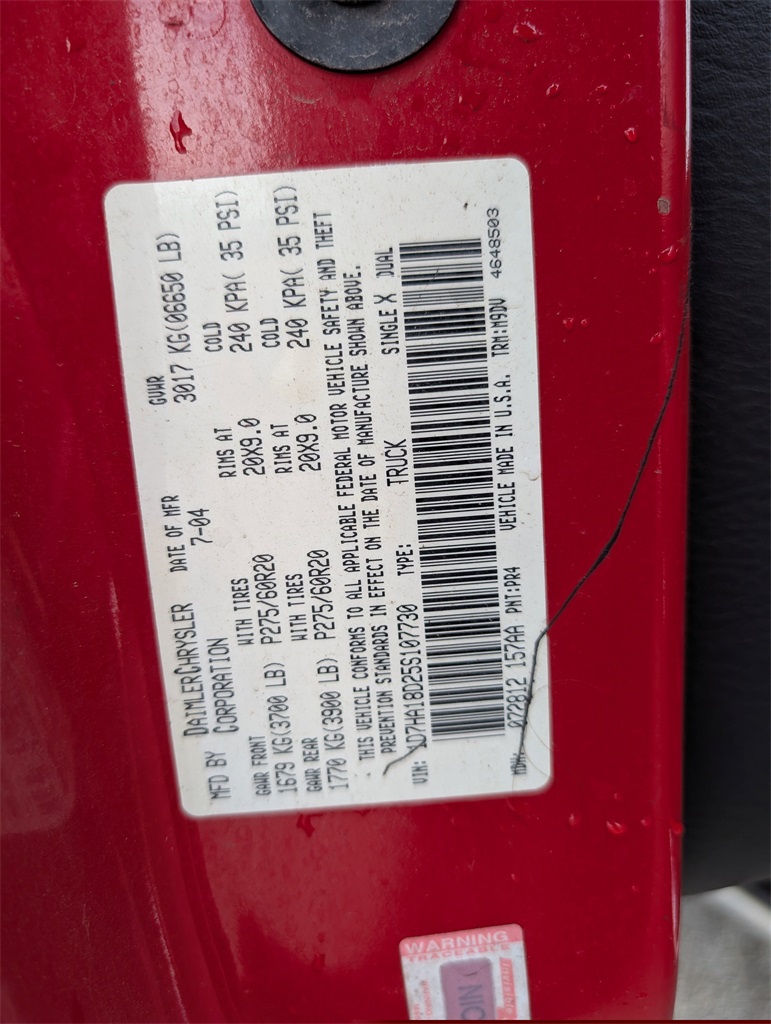 MFD BY DAIMLERCHRYSLER CORPORATION
DATE OF MFR 7-04
GVWR 3017 KG(06650 LB)
GAWR FRONT WITH TIRES RIMS AT COLD
1679 KG(3700 LB) P275/60R20 20X9.0 240 KPA( 35 PSI)
GAWR REAR WITH TIRES RIMS AT COLD
1770 KG(3900 LB) P275/60R20 20X9.0 240 KPA( 35 PSI)
· THIS VEHICLE CONFORMS TO ALL APPLICABLE FEDERAL MOTOR VEHICLE SAFETY AND THEFT
PREVENTION STANDARDS IN EFFECT ON THE DATE OF MANUFACTURE SHOWN ABOVE.
VIN: 1D7HA18D25S107730 TYPE: TRUCK SINGLE X DUAL
MDH: 072812 157AA PNT:PR4 VEHICLE MADE IN U.S.A. TRM:M9DV 4648503
WARNING
TRACEABLE